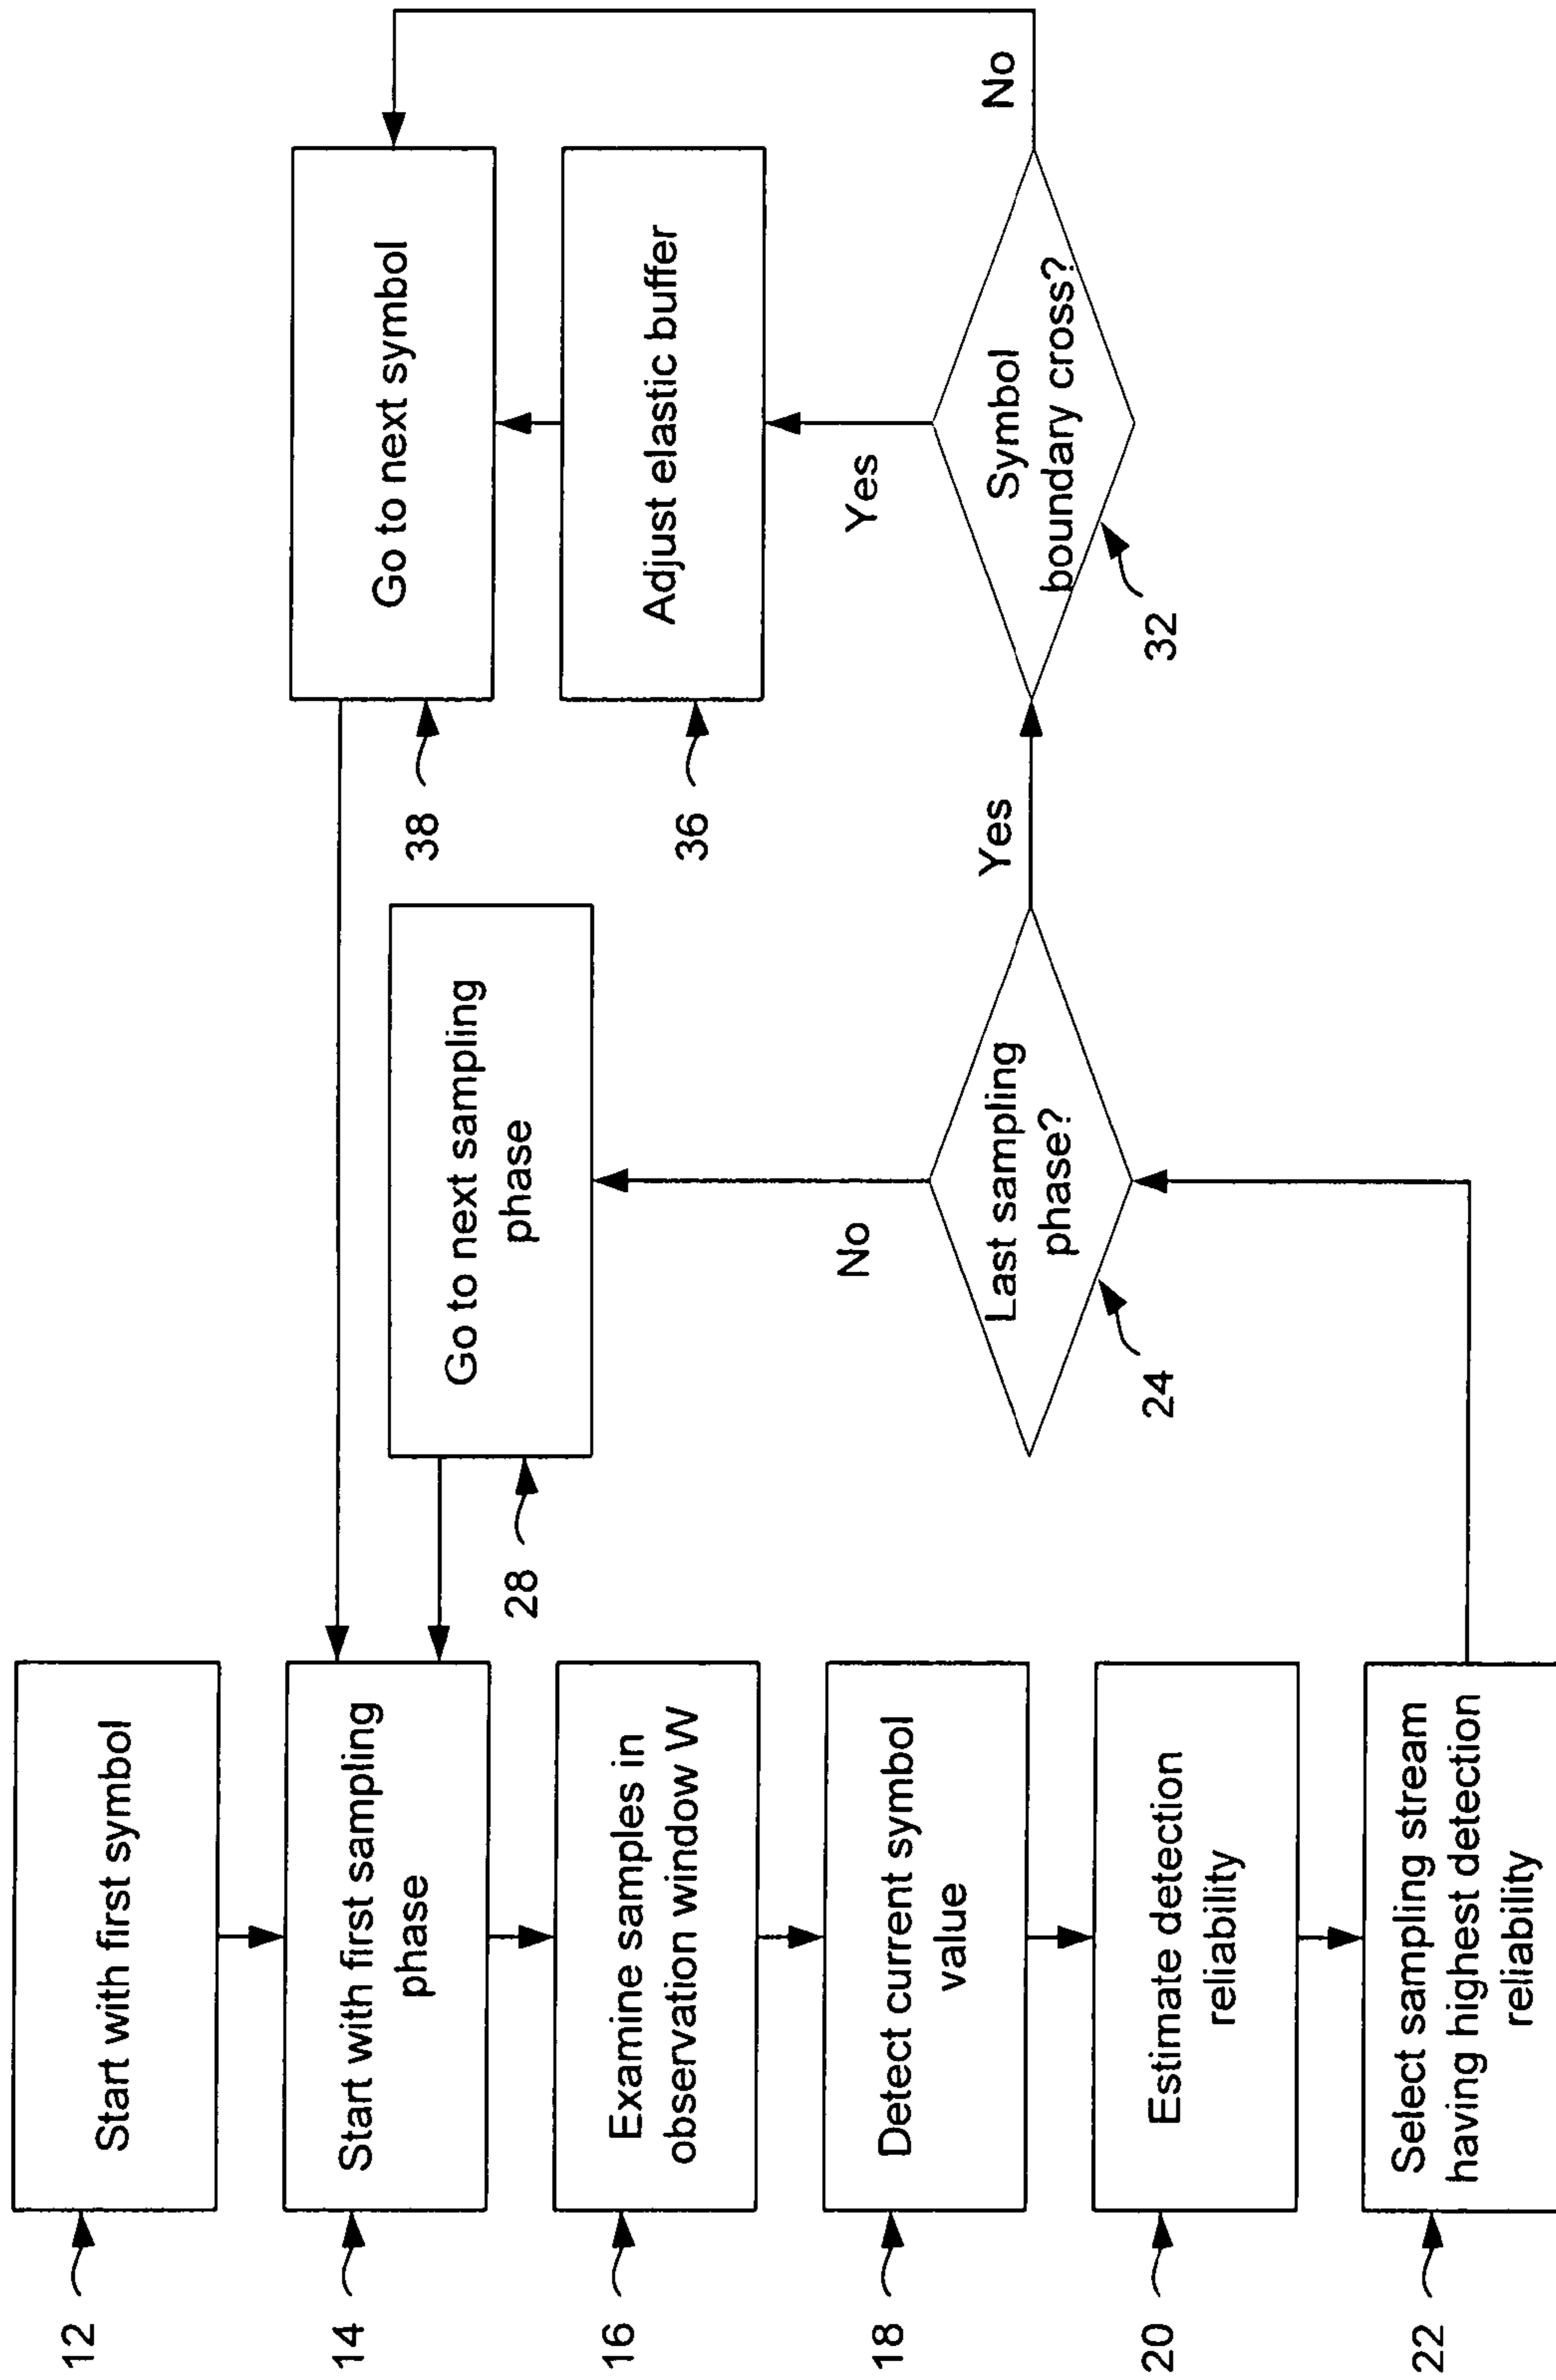 12
Start with first symbol
14
Start with first sampling
phase
16
Examine samples in
observation window W
18
Detect current symbol
value
20
Estimate detection
reliability
22
Select sampling stream
having highest detection
reliability
24
Last sampling
phase?
No
Yes
28
Go to next sampling
phase
32
Symbol
boundary cross?
Yes
No
36
Adjust elastic buffer
38
Go to next symbol